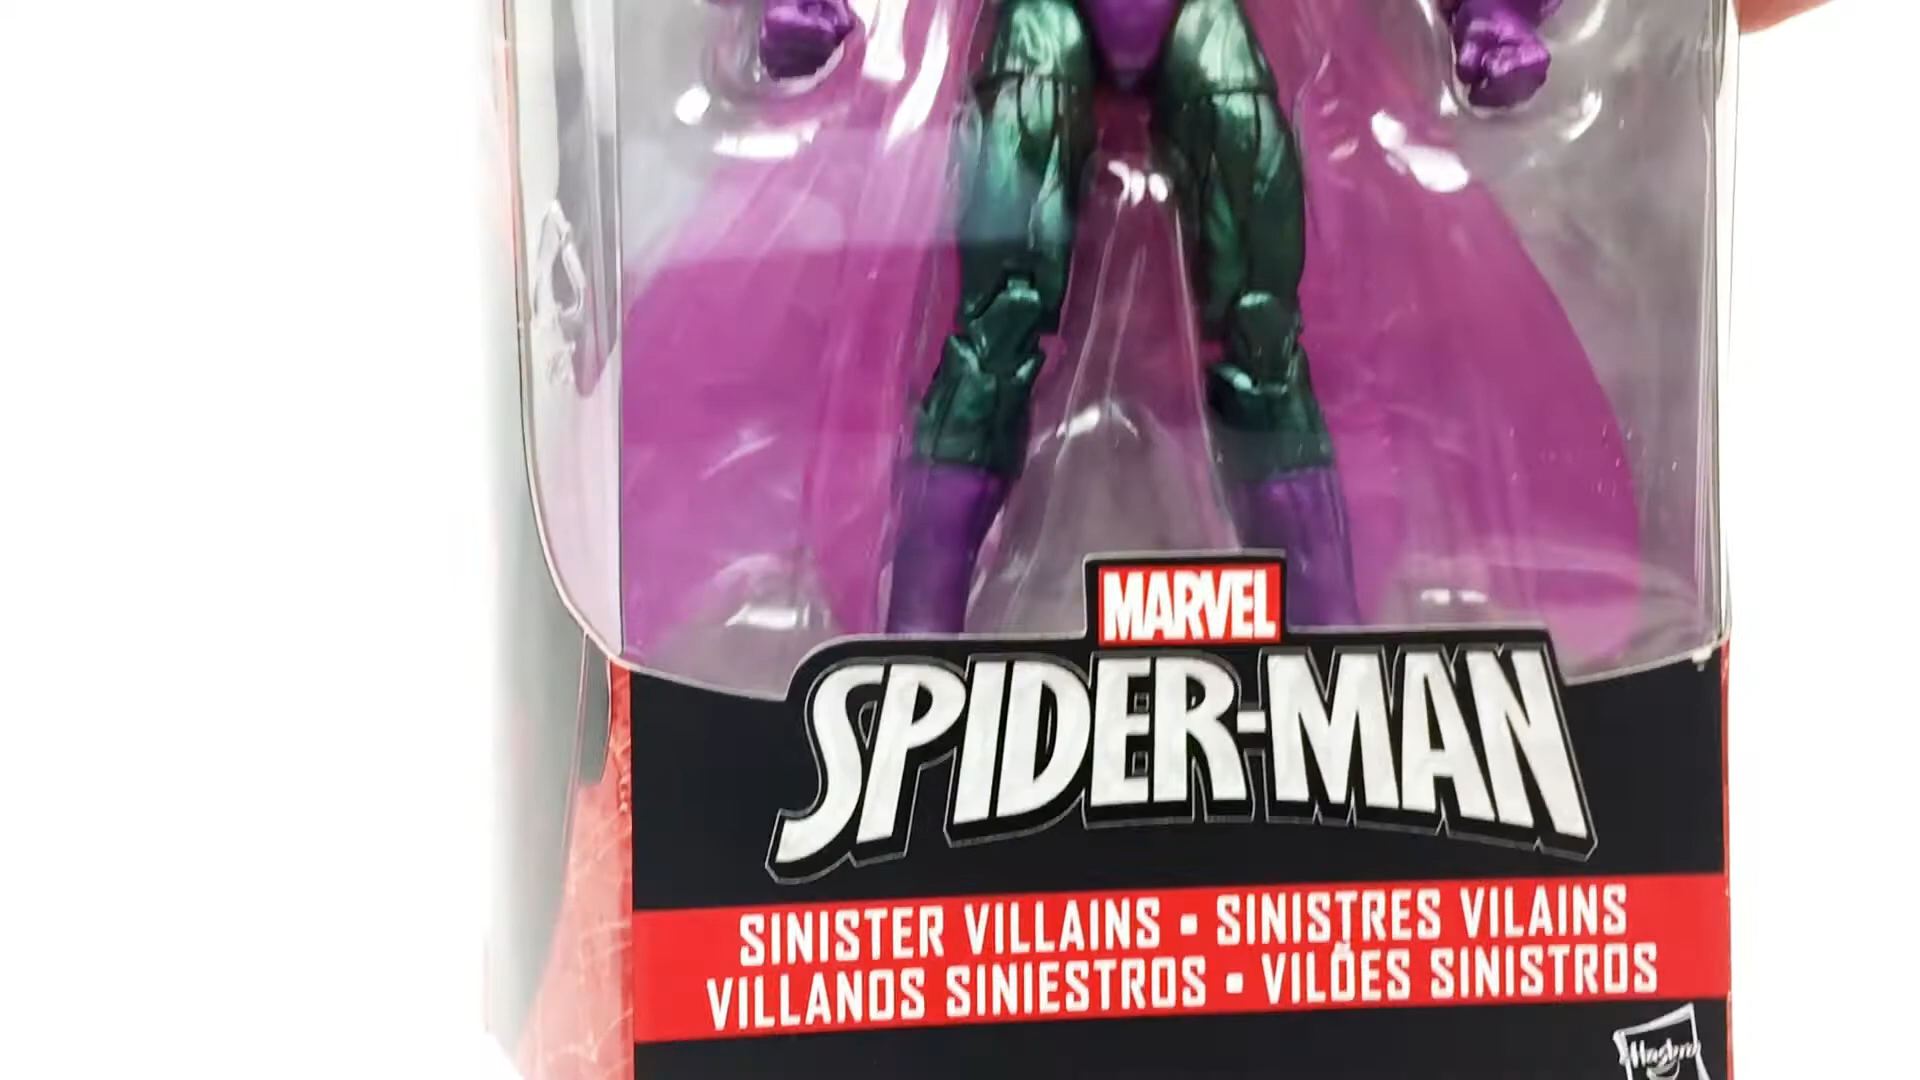 MARVEL
SPIDER-MAN
SINISTER VILLAINS ▪ SINISTRES VILAINS
VILLANOS SINIESTROS ▪ VILÕES SINISTROS
Hasbro